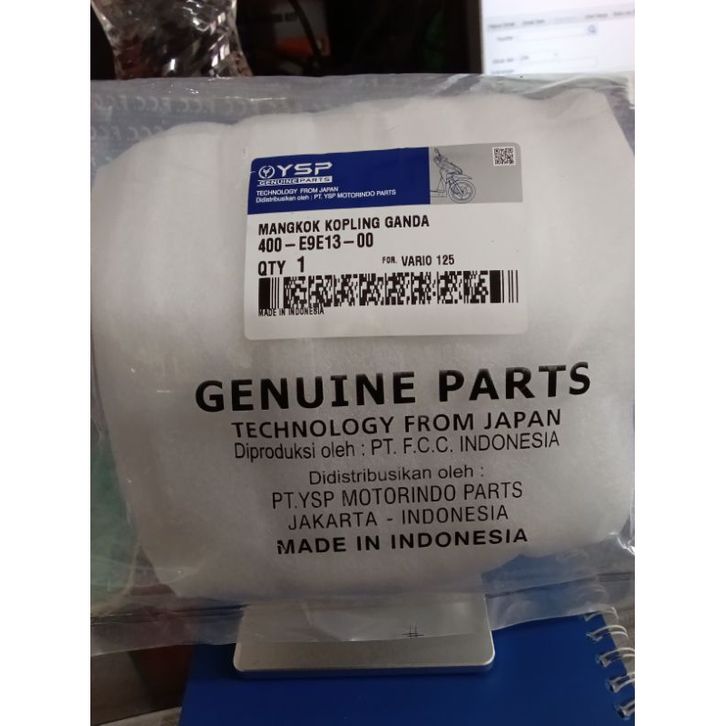 YSP
GENUINE PARTS
TECHNOLOGY FROM JAPAN
Didistribusikan oleh : PT. YSP MOTORINDO PARTS
MANGKOK KOPLING GANDA
400-E9E13-00
QTY 1 FOR. VARIO 125
MADE IN INDONESIA
GENUINE PARTS
TECHNOLOGY FROM JAPAN
Diproduksi oleh : PT. F.C.C. INDONESIA
Didistribusikan oleh :
PT.YSP MOTORINDO PARTS
JAKARTA - INDONESIA
MADE IN INDONESIA